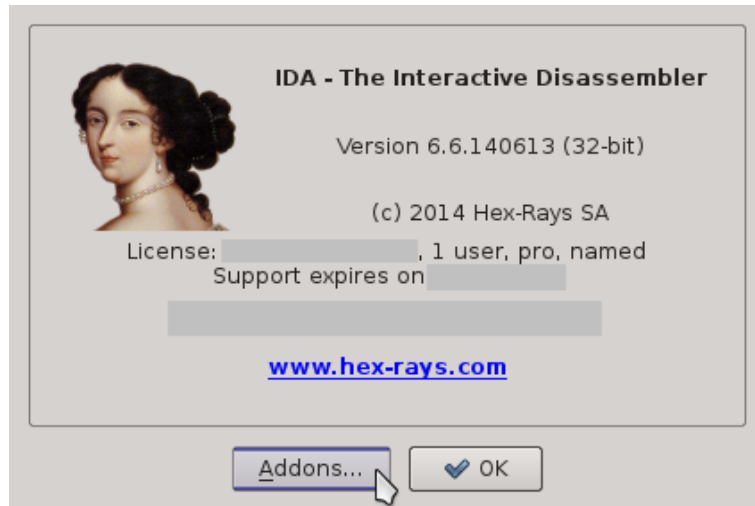 IDA - The Interactive Disassembler
Version 6.6.140613 (32-bit)
(c) 2014 Hex-Rays SA
License: , 1 user, pro, named
Support expires on
www.hex-rays.com
Addons... OK